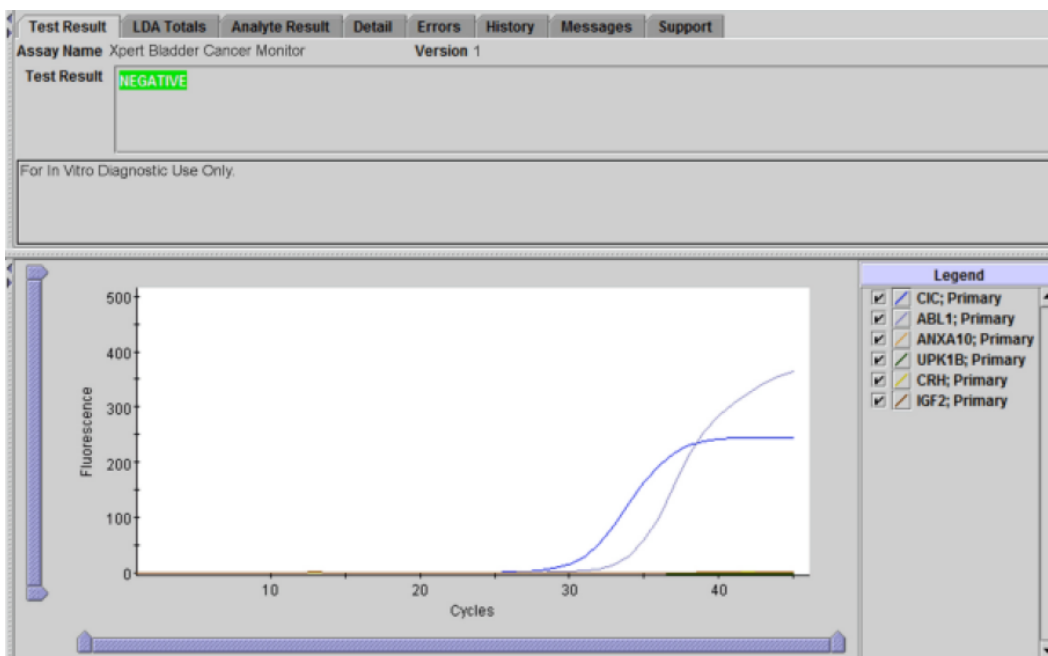 Test Result LDA Totals Analyte Result Detail Errors History Messages Support
Assay Name Xpert Bladder Cancer Monitor Version 1
Test Result NEGATIVE
For In Vitro Diagnostic Use Only.
500
400
300
200
100
0
Fluorescence
10 20 30 40
Cycles
Legend
CIC; Primary
ABL1; Primary
ANXA10; Primary
UPK1B; Primary
CRH; Primary
IGF2; Primary